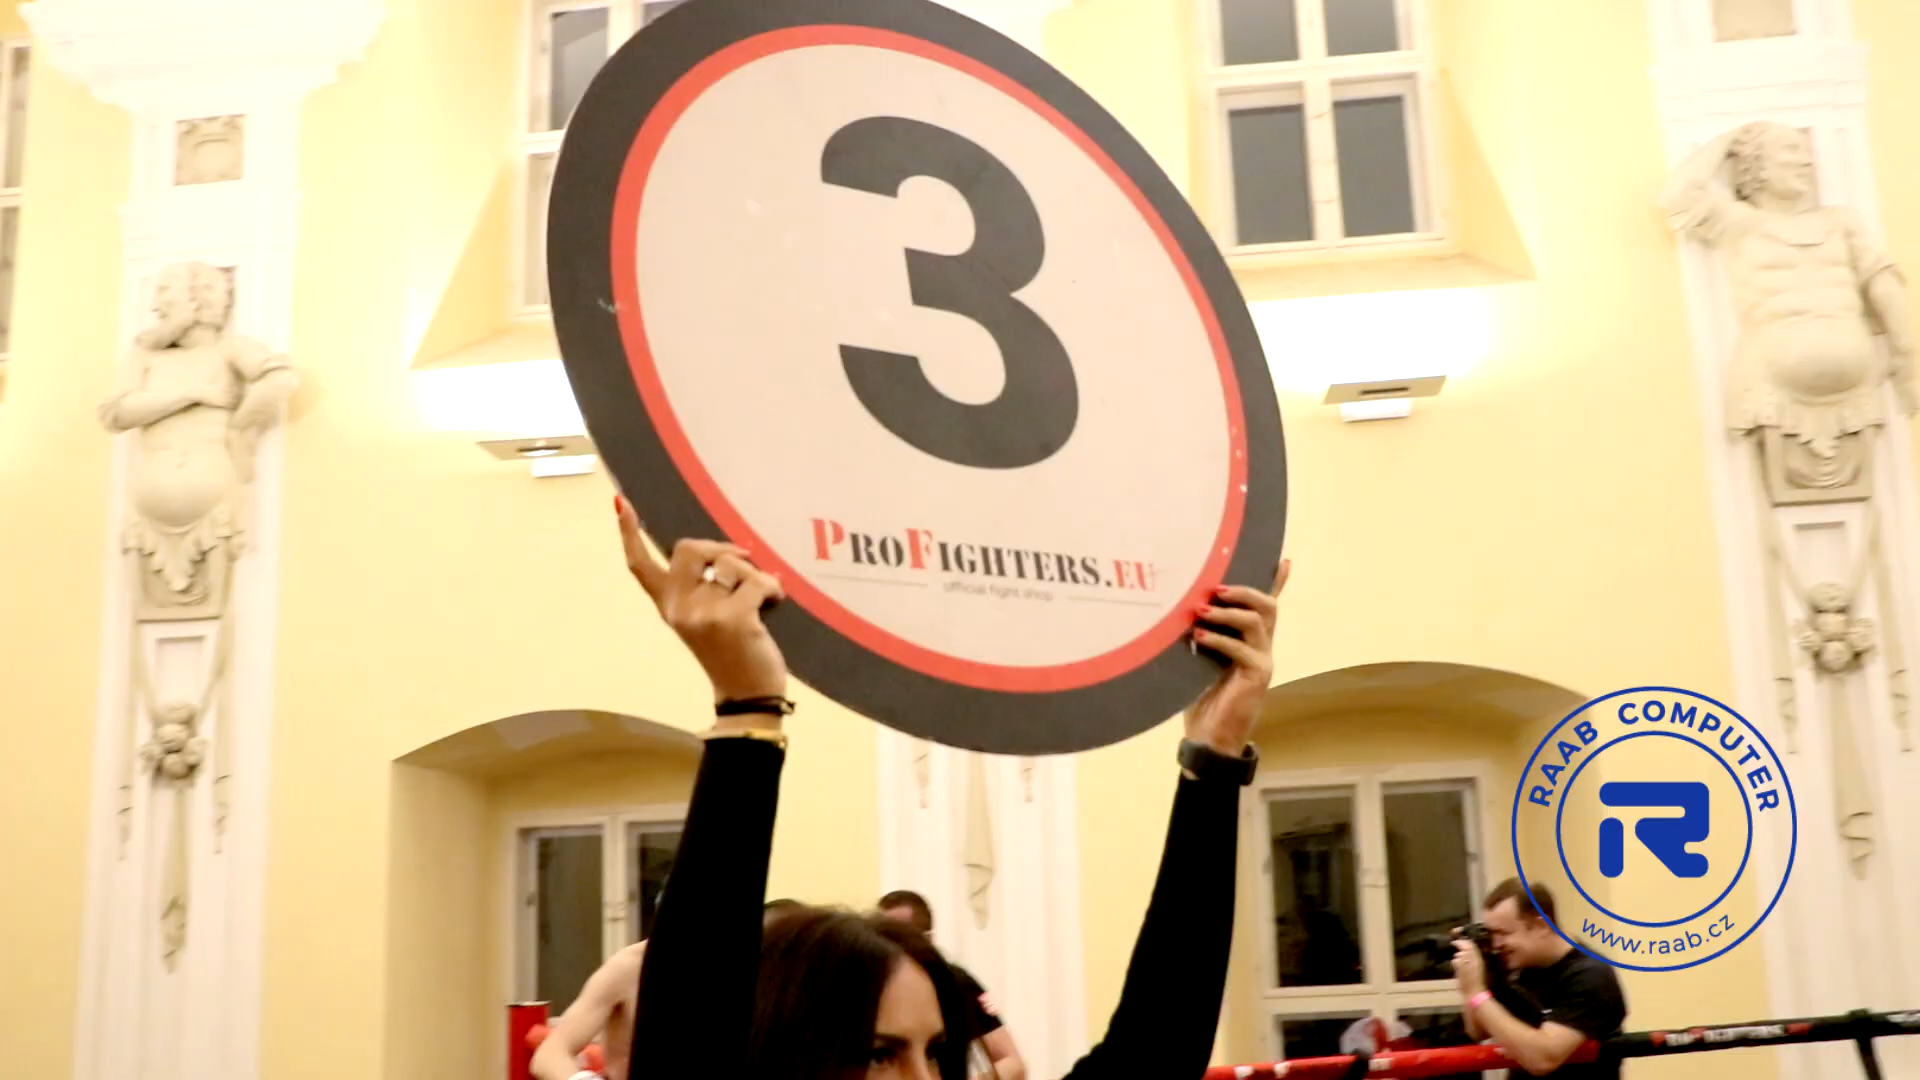 3
PROFIGHTERS.EU
official fight shop
RAAB COMPUTER
R
www.raab.cz